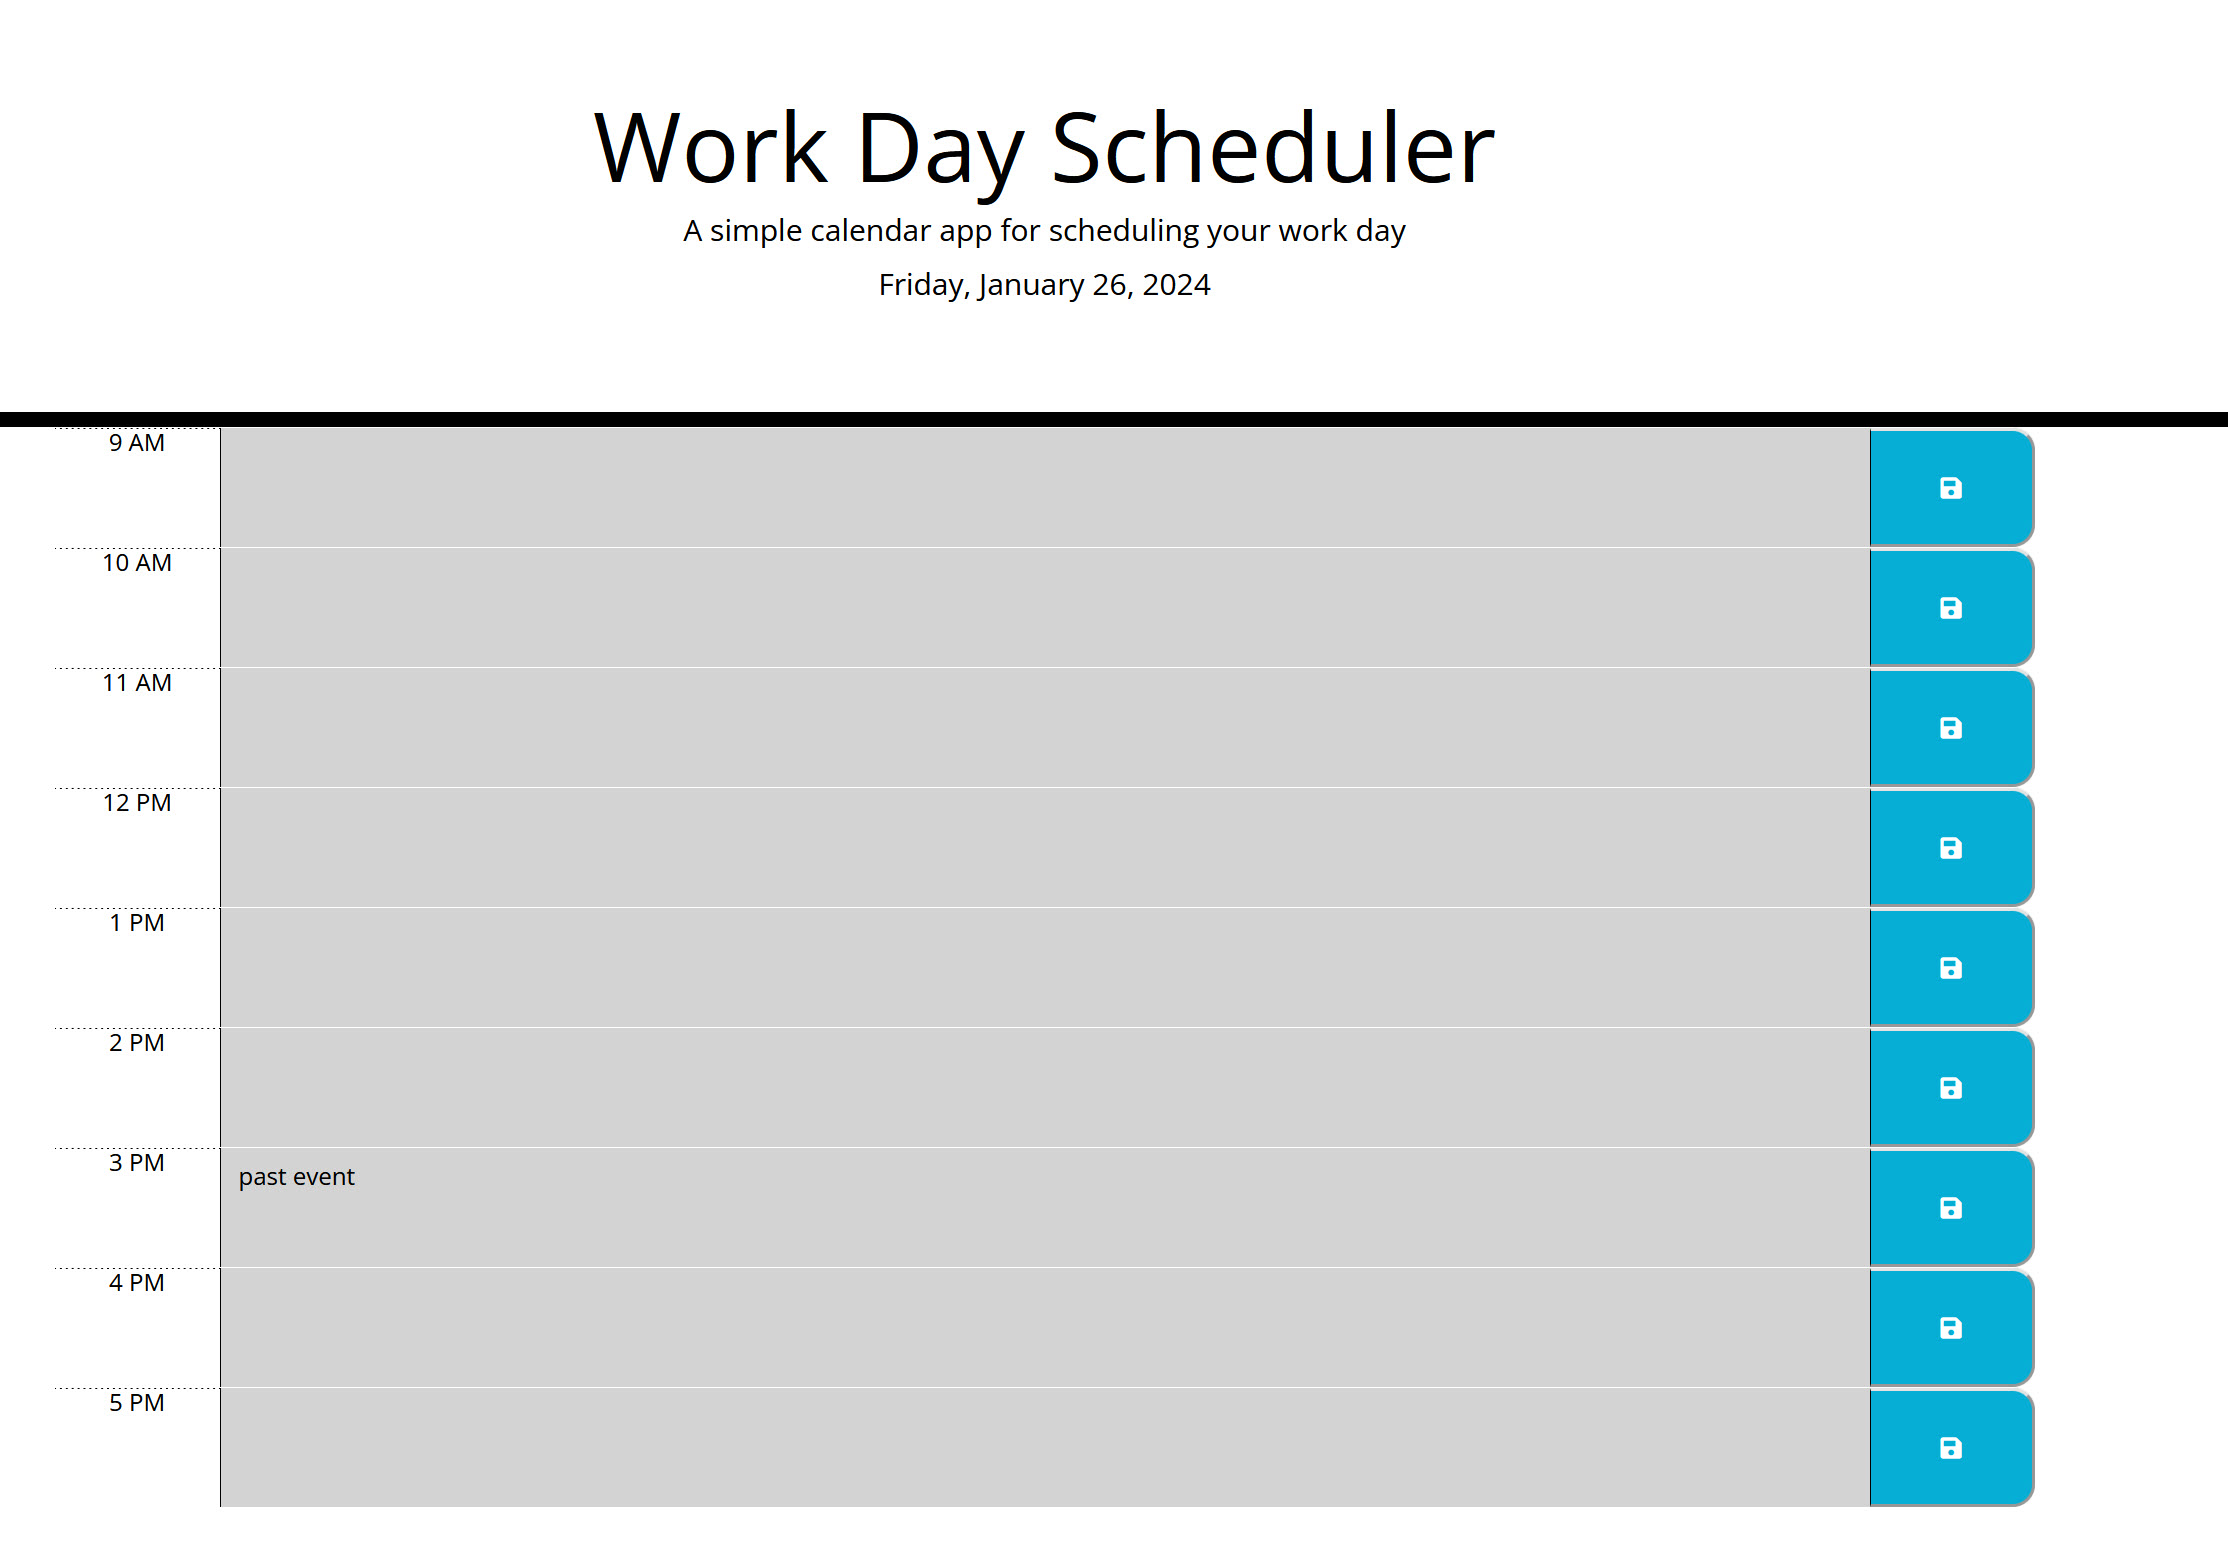 Work Day Scheduler
A simple calendar app for scheduling your work day
Friday, January 26, 2024
9 AM
10 AM
11 AM
12 PM
1 PM
2 PM
3 PM
past event
4 PM
5 PM